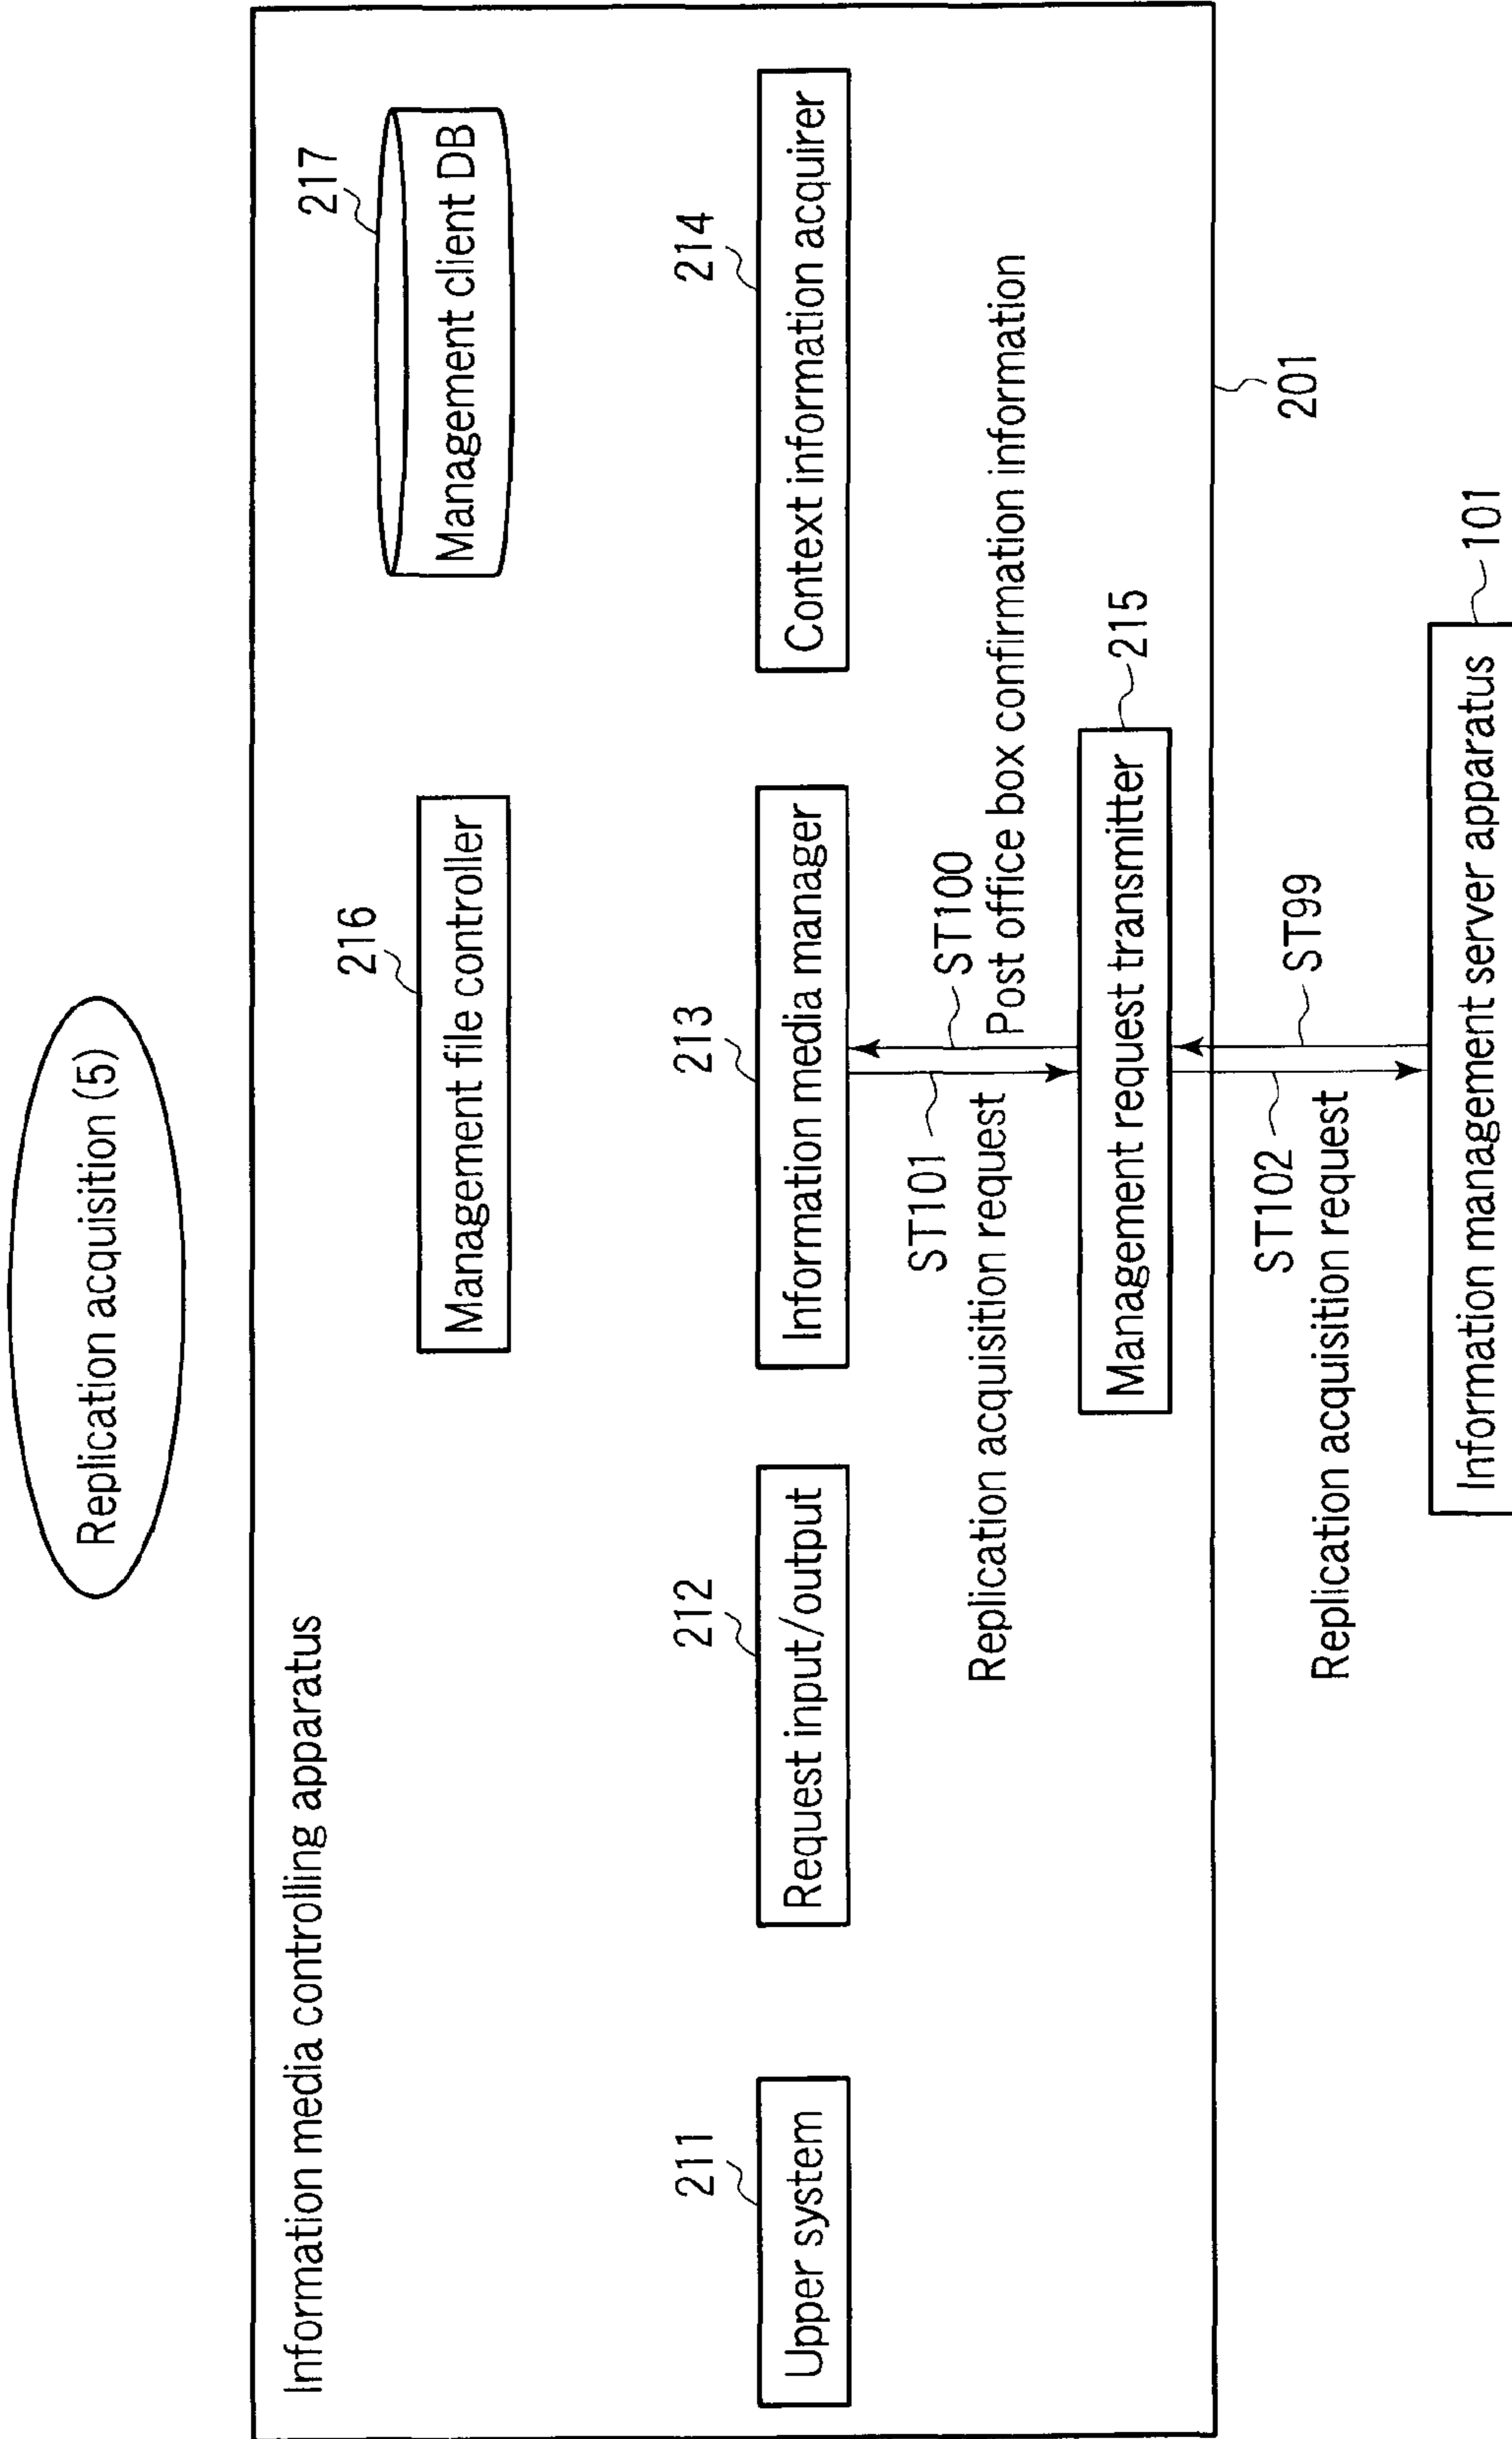 Replication acquisition (5)
Information media controlling apparatus
216
217
Management file controller
Management client DB
211
212
213
214
Upper system
Request input/output
Information media manager
Context information acquirer
ST101
ST100
Replication acquisition request
Post office box confirmation information
Management request transmitter
215
ST102
ST99
201
Replication acquisition request
Information management server apparatus
101